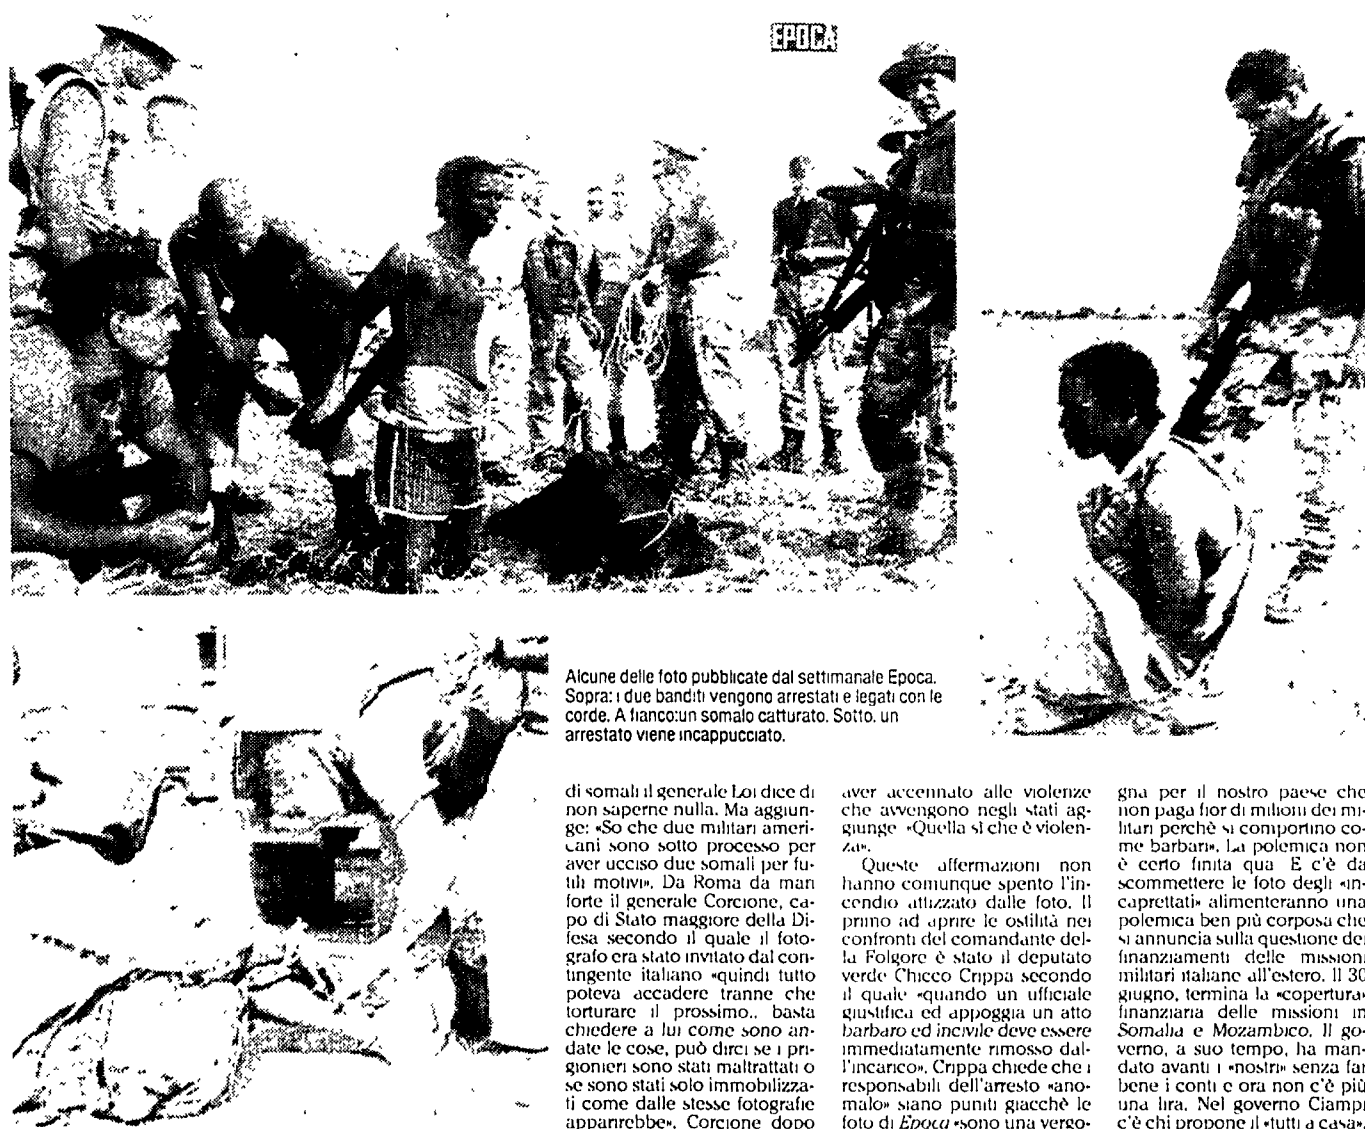 EPOCA
Alcune delle foto pubblicate dal settimanale Epoca.
Sopra: i due banditi vengono arrestati e legati con le
corde. A fianco:un somalo catturato. Sotto. un
arrestato viene incappucciato.
di somali il generale Loi dice di
non saperne nulla. Ma aggiun-
ge: «So che due militari ameri-
cani sono sotto processo per
aver ucciso due somali per fu-
tili motivi». Da Roma da man
forte il generale Corcione, ca-
po di Stato maggiore della Di-
fesa secondo il quale il foto-
grafo era stato invitato dal con-
tingente italiano «quindi tutto
poteva accadere tranne che
torturare il prossimo.. basta
chiedere a lui come sono an-
date le cose, può dirci se i pri-
gionieri sono stati maltrattati o
se sono stati solo immobilizza-
ti come dalle stesse fotografie
apparirebbe». Corcione dopo
aver accennato alle violenze
che avvengono negli stati ag-
giunge «Quella sì che è violen-
za».
Queste affermazioni non
hanno comunque spento l'in-
cendio attizzato dalle foto. Il
primo ad aprire le ostilità nei
confronti del comandante del-
la Folgore è stato il deputato
verde Chicco Crippa secondo
il quale «quando un ufficiale
giustifica ed appoggia un atto
barbaro ed incivile deve essere
immediatamente rimosso dal-
l'incarico». Crippa chiede che i
responsabili dell'arresto «ano-
malo» siano puniti giacchè le
foto di Epoca «sono una vergo-
gna per il nostro paese che
non paga fior di milioni dei mi-
litari perchè si comportino co-
me barbari». La polemica non
è certo finita qua E c'è da
scommettere le foto degli «in-
caprettati» alimenteranno una
polemica ben più corposa che
si annuncia sulla questione dei
finanziamenti delle missioni
militari italiane all'estero. Il 30
giugno, termina la «copertura»
finanziaria delle missioni in
Somalia e Mozambico. Il go-
verno, a suo tempo, ha man-
dato avanti i «nostri» senza far
bene i conti e ora non c'è più
una lira. Nel governo Ciampi
c'è chi propone il «tutti a casa».